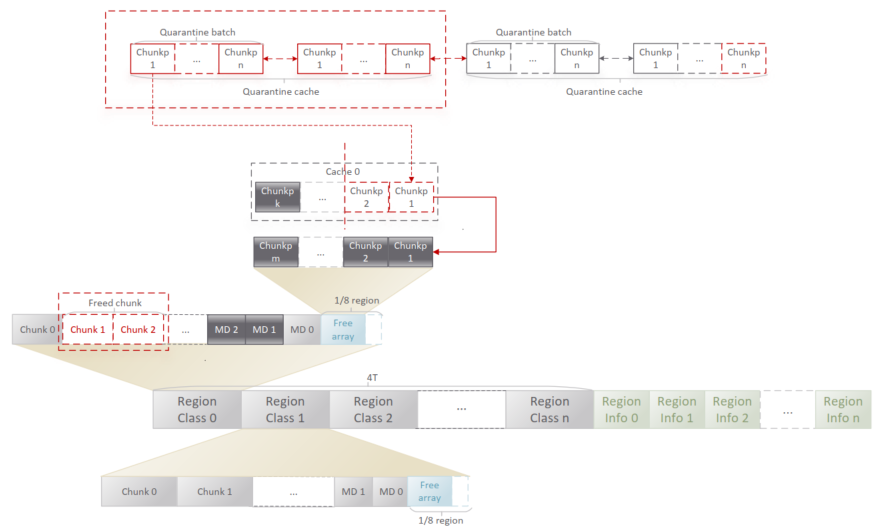 Quarantine batch
Quarantine batch
Chunkp 1
...
Chunkp n
Chunkp 1
...
Chunkp n
Chunkp 1
...
Chunkp n
Chunkp 1
...
Chunkp n
Quarantine cache
Quarantine cache
Cache 0
Chunkp k
...
Chunkp 2
Chunkp 1
Chunkp m
...
Chunkp 2
Chunkp 1
Freed chunk
1/8 region
Chunk 0
Chunk 1
Chunk 2
...
MD 2
MD 1
MD 0
Free array
4T
Region Class 0
Region Class 1
Region Class 2
...
Region Class n
Region Info 0
Region Info 1
Region Info 2
...
Region Info n
Chunk 0
Chunk 1
...
MD 1
MD 0
Free array
1/8 region